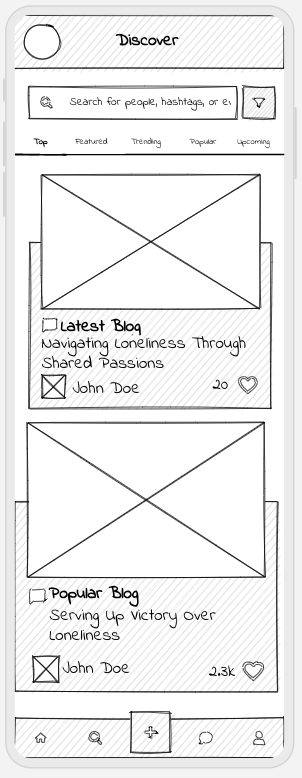 Discover
Search for people, hashtags, or ev
Top Featured Trending Popular Upcoming
Latest Blog
Navigating Loneliness Through
Shared Passions
John Doe 20
Popular Blog
Serving Up Victory Over
Loneliness
John Doe 2.3k